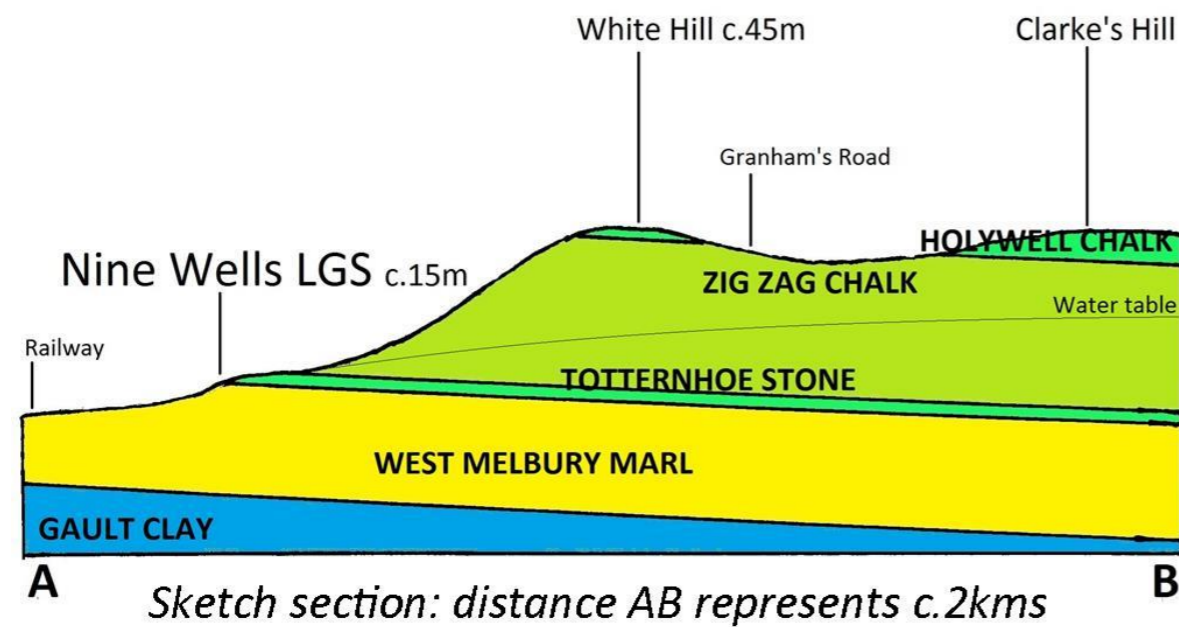 White Hill c.45m
Clarke's Hill
Granham's Road
HOLYWELL CHALK
Nine Wells LGS c.15m
ZIG ZAG CHALK
Water table
Railway
TOTTERNHOE STONE
WEST MELBURY MARL
GAULT CLAY
A
B
Sketch section: distance AB represents c.2kms